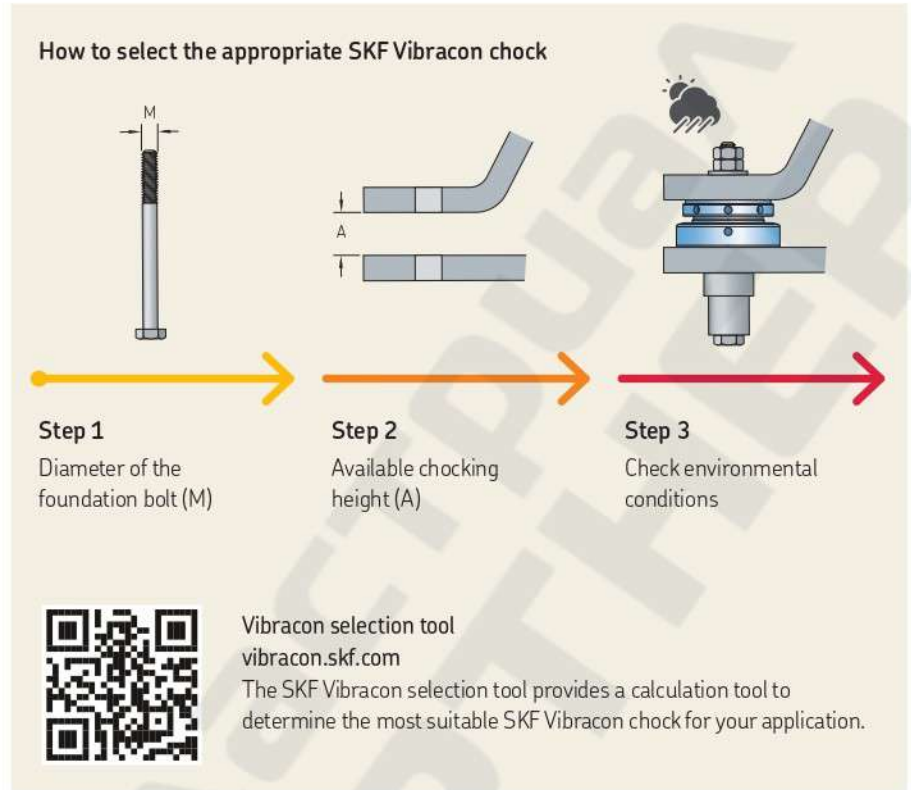 How to select the appropriate SKF Vibracon chock
M
A
Step 1
Diameter of the
foundation bolt (M)
Step 2
Available chocking
height (A)
Step 3
Check environmental
conditions
Vibracon selection tool
vibracon.skf.com
The SKF Vibracon selection tool provides a calculation tool to
determine the most suitable SKF Vibracon chock for your application.